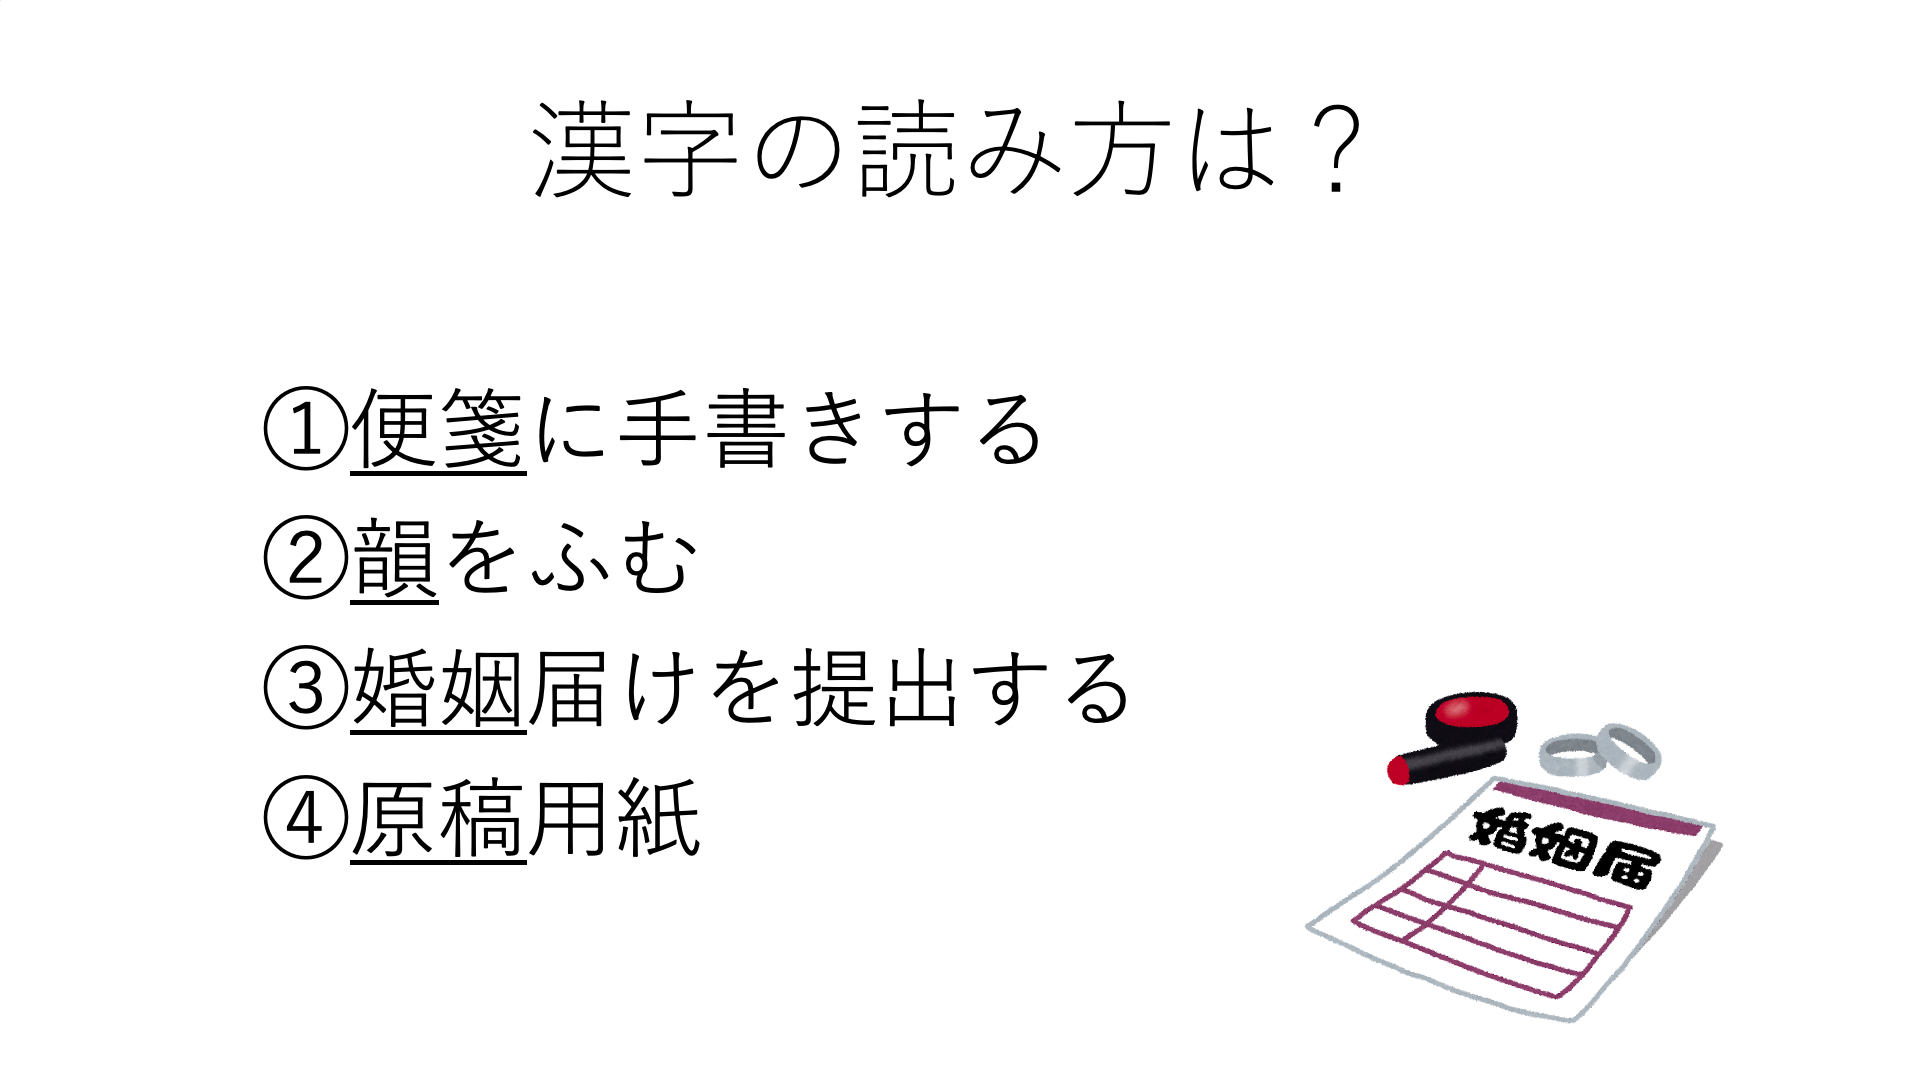 漢字の読み方は？
①便箋に手書きする
②韻をふむ
③婚姻届けを提出する
④原稿用紙
婚姻届